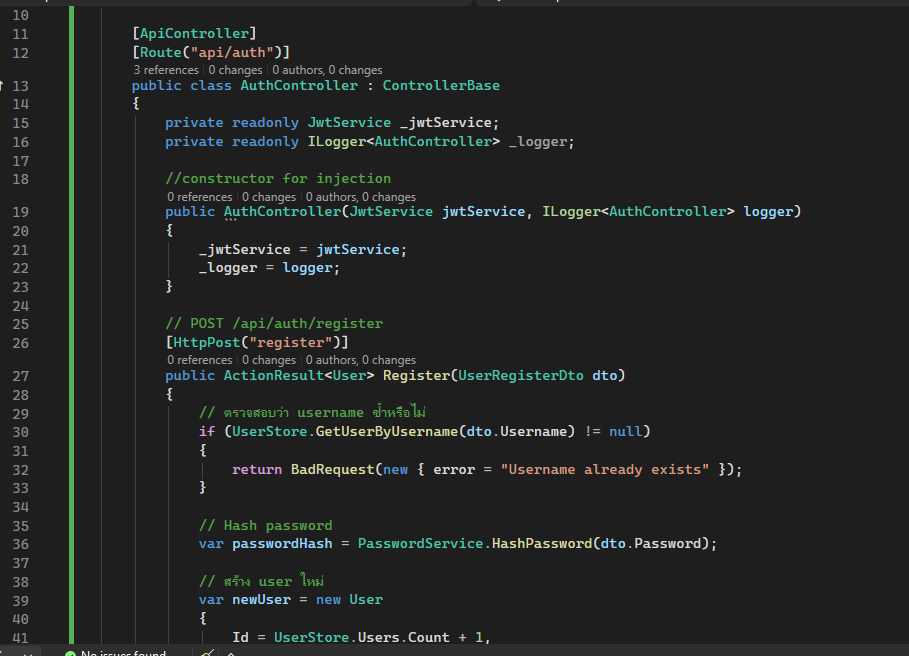 10
11 [ApiController]
12 [Route("api/auth")]
3 references | 0 changes | 0 authors, 0 changes
13 public class AuthController : ControllerBase
14 {
15 private readonly JwtService _jwtService;
16 private readonly ILogger<AuthController> _logger;
17
18 //constructor for injection
0 references | 0 changes | 0 authors, 0 changes
19 public AuthController(JwtService jwtService, ILogger<AuthController> logger)
20 {
21 _jwtService = jwtService;
22 _logger = logger;
23 }
24
25 // POST /api/auth/register
26 [HttpPost("register")]
0 references | 0 changes | 0 authors, 0 changes
27 public ActionResult<User> Register(UserRegisterDto dto)
28 {
29 // ตรวจสอบว่า username ซ้ำหรือไม่
30 if (UserStore.GetUserByUsername(dto.Username) != null)
31 {
32 return BadRequest(new { error = "Username already exists" });
33 }
34
35 // Hash password
36 var passwordHash = PasswordService.HashPassword(dto.Password);
37
38 // สร้าง user ใหม่
39 var newUser = new User
40 {
41 Id = UserStore.Users.Count + 1,
No issues found